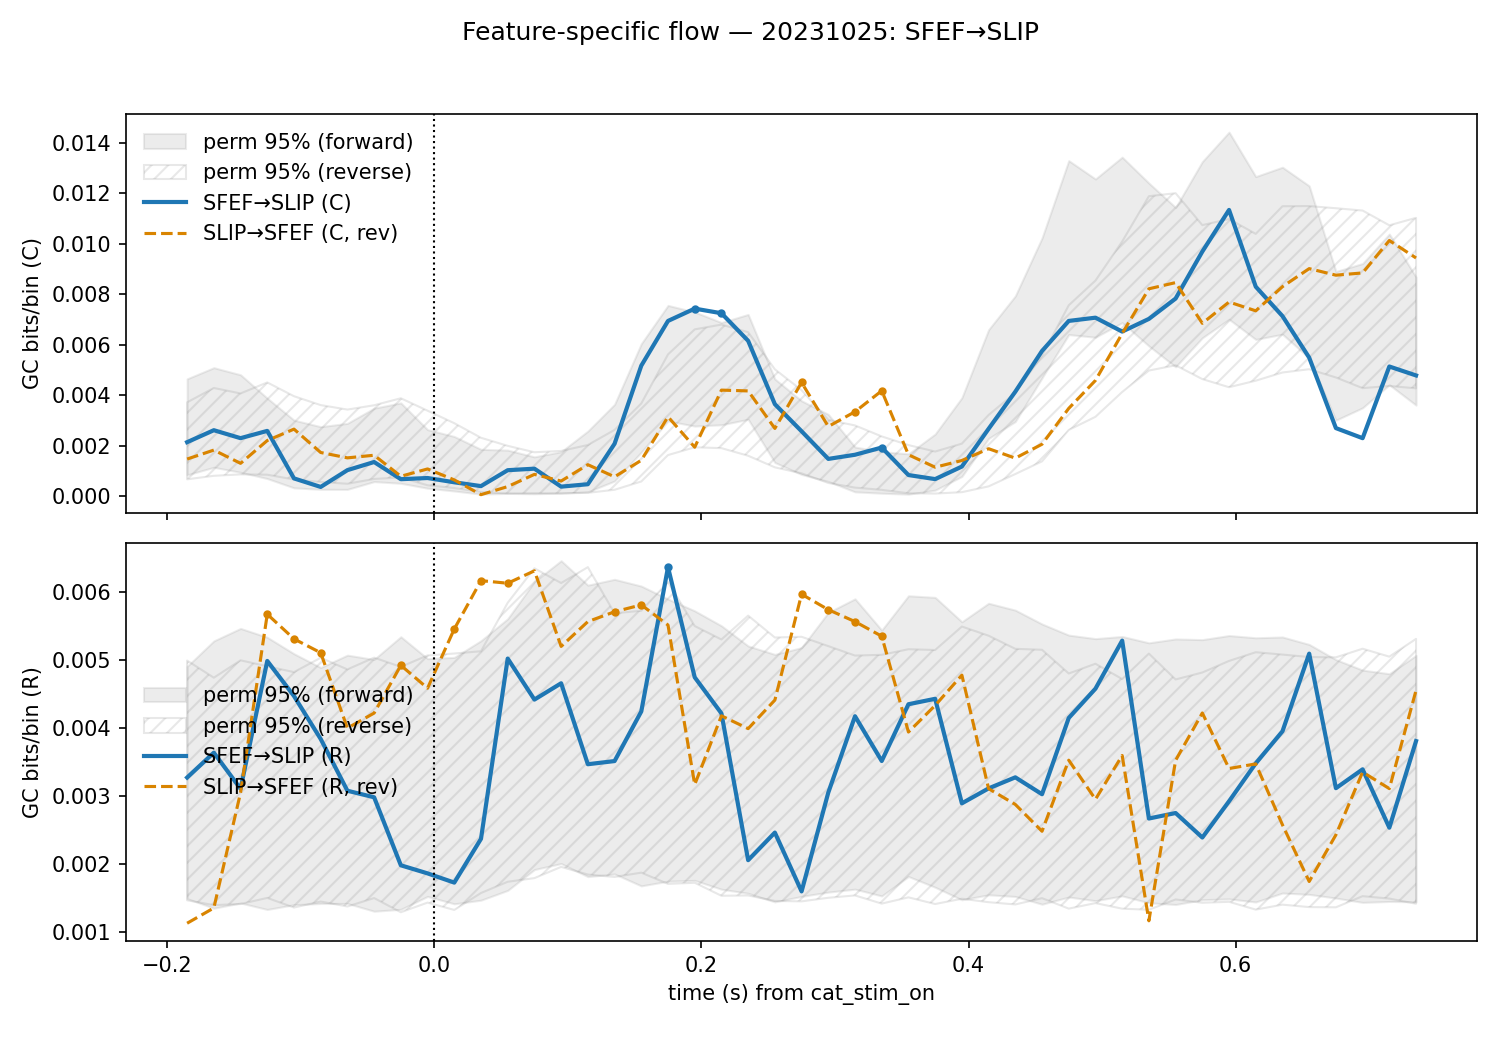 Feature-specific flow — 20231025: SFEF→SLIP
GC bits/bin (C)
0.014
0.012
0.010
0.008
0.006
0.004
0.002
0.000
perm 95% (forward)
perm 95% (reverse)
SFEF→SLIP (C)
SLIP→SFEF (C, rev)
GC bits/bin (R)
0.006
0.005
0.004
0.003
0.002
0.001
perm 95% (forward)
perm 95% (reverse)
SFEF→SLIP (R)
SLIP→SFEF (R, rev)
−0.2 0.0 0.2 0.4 0.6
time (s) from cat_stim_on